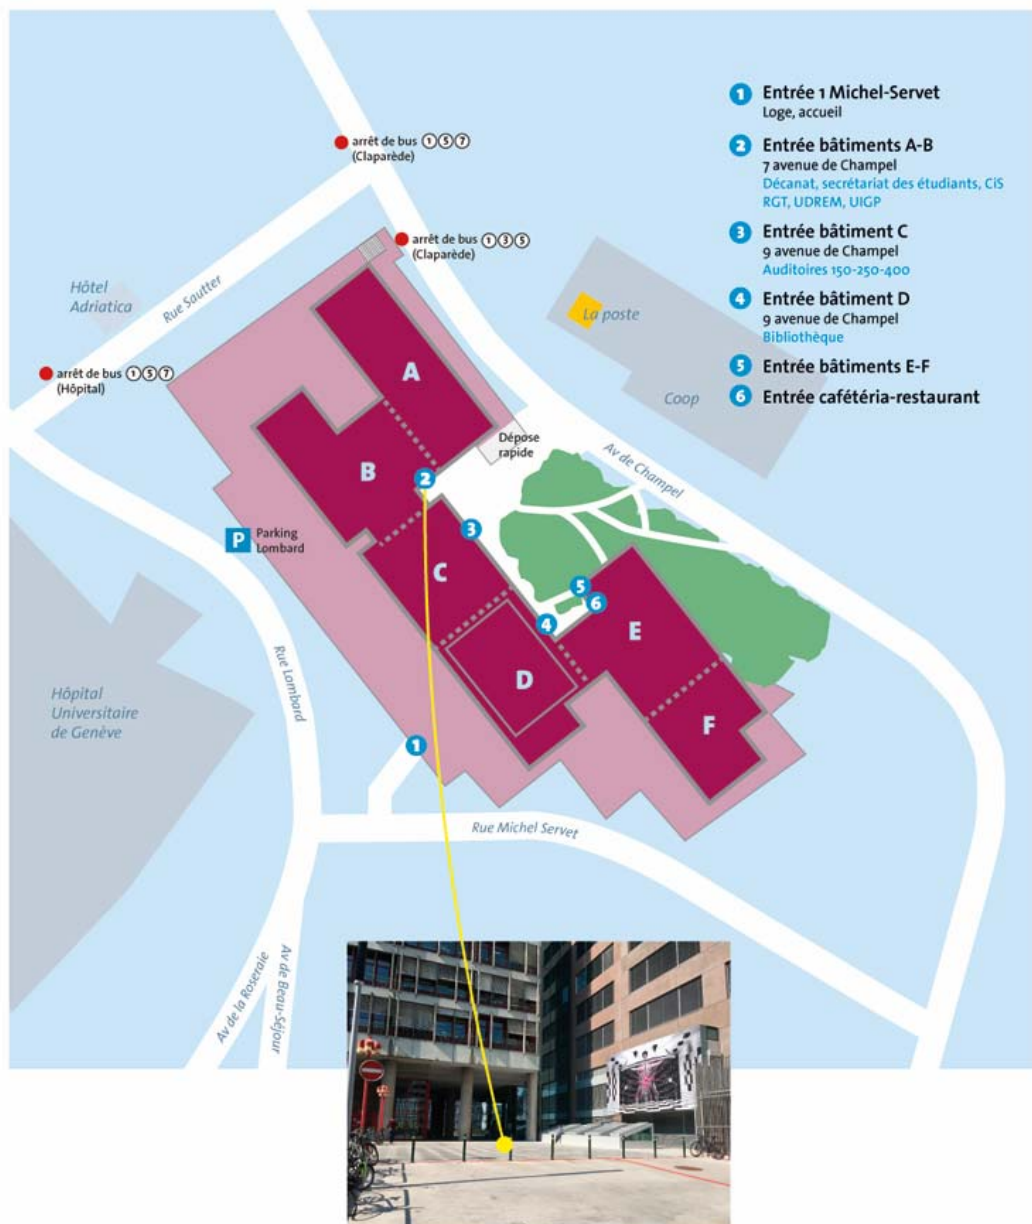 1 Entrée 1 Michel-Servet
Loge, accueil
2 Entrée bâtiments A-B
7 avenue de Champel
Décanat, secrétariat des étudiants, CiS
RGT, UDREM, UIGP
3 Entrée bâtiment C
9 avenue de Champel
Auditoires 150-250-400
4 Entrée bâtiment D
9 avenue de Champel
Bibliothèque
5 Entrée bâtiments E-F
6 Entrée cafétéria-restaurant
arrêt de bus 1 5 7
(Claparède)
arrêt de bus 1 3 5
(Claparède)
Hôtel
Adriatica
Rue Sautter
La poste
arrêt de bus 1 5 7
(Hôpital)
A
Coop
Dépose
rapide
B
2
Av de Champel
P Parking
Lombard
3
C
5
6
4
E
D
Rue Lombard
Hôpital
Universitaire
de Genève
F
1
Rue Michel Servet
Av de la Roseraie
Av de Beau-Séjour